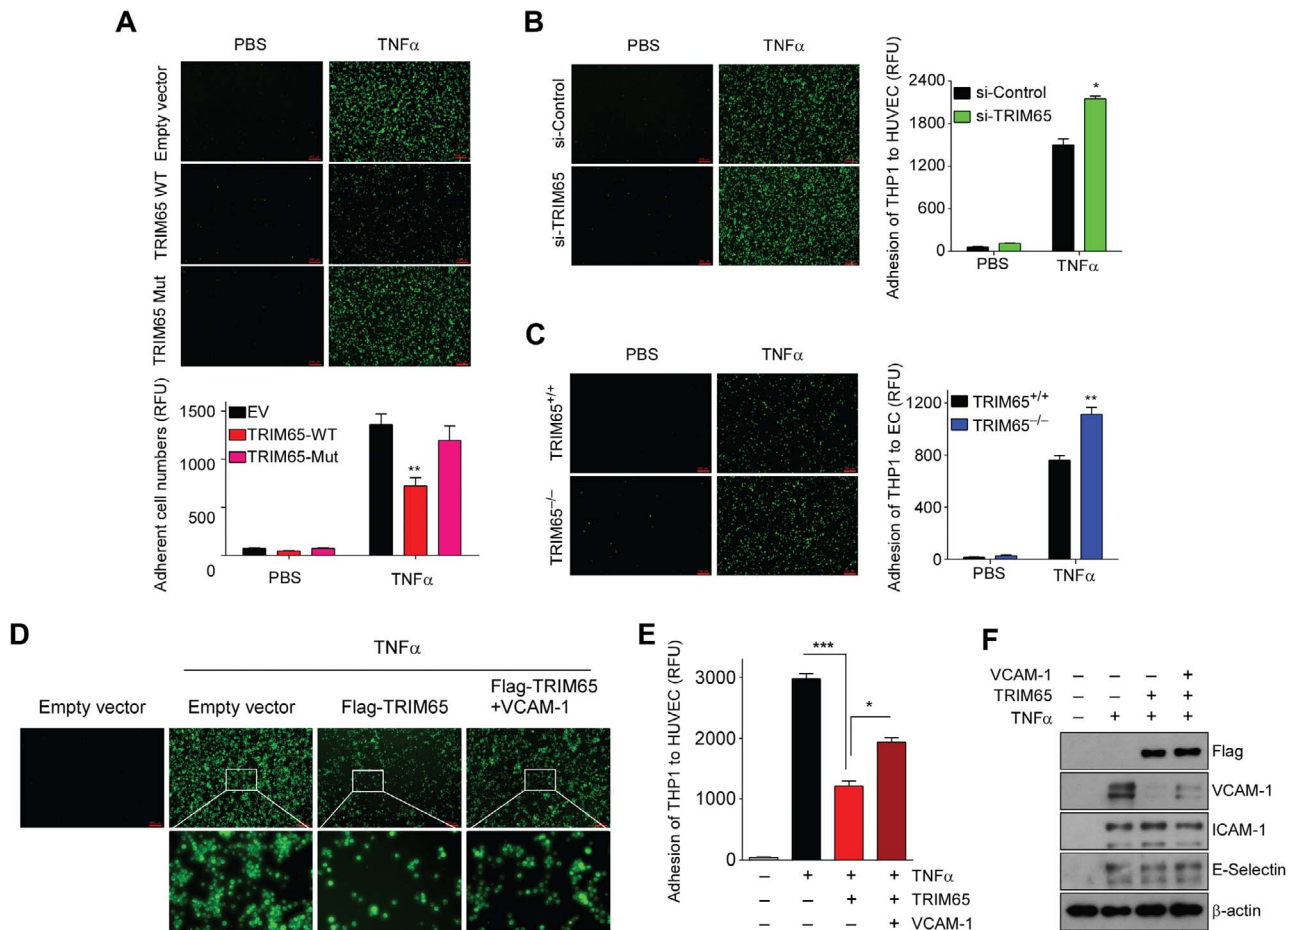 A
PBS
TNFα
Empty vector
TRIM65 WT
TRIM65 Mut
Adherent cell numbers (RFU)
1500
1000
500
0
EV
TRIM65-WT
TRIM65-Mut
**
PBS
TNFα
B
PBS
TNFα
si-Control
si-TRIM65
Adhesion of THP1 to HUVEC (RFU)
2400
1800
1200
600
0
si-Control
si-TRIM65
*
PBS
TNFα
C
PBS
TNFα
TRIM65+/+
TRIM65–/–
Adhesion of THP1 to EC (RFU)
1200
800
400
0
TRIM65+/+
TRIM65–/–
**
PBS
TNFα
D
TNFα
Empty vector
Empty vector
Flag-TRIM65
Flag-TRIM65
+VCAM-1
E
Adhesion of THP1 to HUVEC (RFU)
3000
2000
1000
0
***
*
– + + + TNFα
– – + + TRIM65
– – – + VCAM-1
F
VCAM-1 – – – +
TRIM65 – – + +
TNFα – + + +
Flag
VCAM-1
ICAM-1
E-Selectin
β-actin